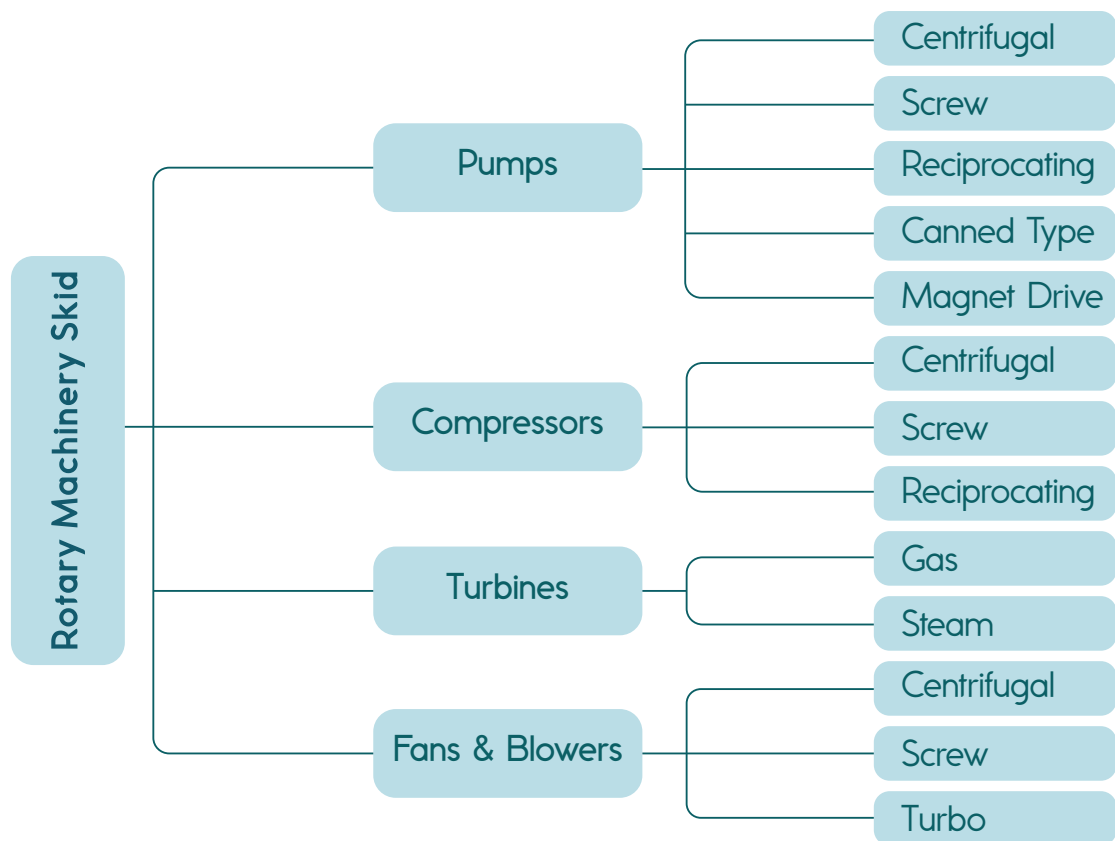 Rotary Machinery Skid
Pumps
Centrifugal
Screw
Reciprocating
Canned Type
Magnet Drive
Compressors
Centrifugal
Screw
Reciprocating
Turbines
Gas
Steam
Fans & Blowers
Centrifugal
Screw
Turbo